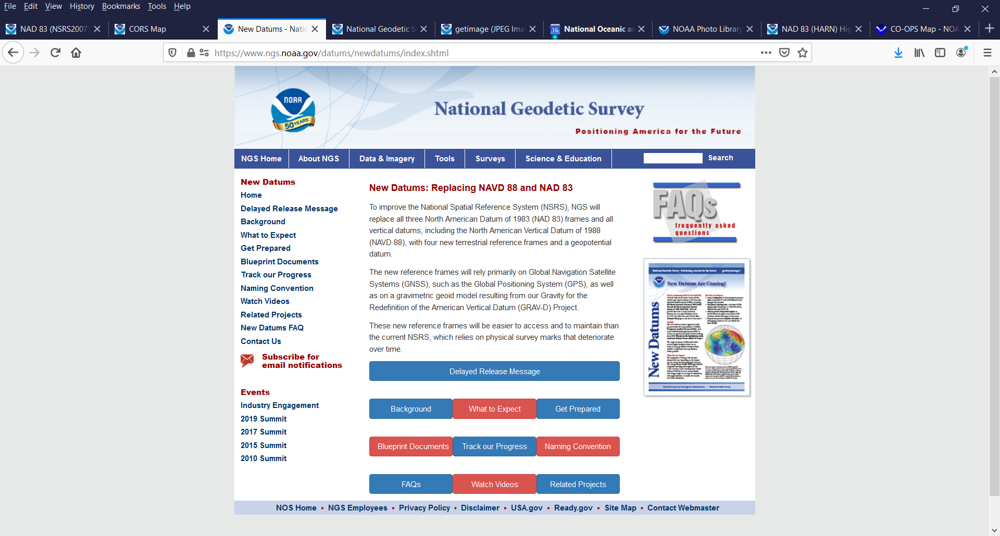 File Edit View History Bookmarks Tools Help
NAD 83 (NSRS2007)
CORS Map
New Datums - Natio
National Geodetic S
getimage (JPEG Ima
16
National Oceanic an
NOAA Photo Library
NAD 83 (HARN) Hig
CO-OPS Map - NOA
https://www.ngs.noaa.gov/datums/newdatums/index.shtml
NOAA
50 YEARS
National Geodetic Survey
Positioning America for the Future
NGS Home About NGS Data & Imagery Tools Surveys Science & Education Search
New Datums
Home
Delayed Release Message
Background
What to Expect
Get Prepared
Blueprint Documents
Track our Progress
Naming Convention
Watch Videos
Related Projects
New Datums FAQ
Contact Us
Subscribe for
email notifications
Events
Industry Engagement
2019 Summit
2017 Summit
2015 Summit
2010 Summit
New Datums: Replacing NAVD 88 and NAD 83
To improve the National Spatial Reference System (NSRS), NGS will
replace all three North American Datum of 1983 (NAD 83) frames and all
vertical datums, including the North American Vertical Datum of 1988
(NAVD 88), with four new terrestrial reference frames and a geopotential
datum.
The new reference frames will rely primarily on Global Navigation Satellite
Systems (GNSS), such as the Global Positioning System (GPS), as well
as on a gravimetric geoid model resulting from our Gravity for the
Redefinition of the American Vertical Datum (GRAV-D) Project.
These new reference frames will be easier to access and to maintain than
the current NSRS, which relies on physical survey marks that deteriorate
over time.
Delayed Release Message
Background What to Expect Get Prepared
Blueprint Documents Track our Progress Naming Convention
FAQs Watch Videos Related Projects
FAQs
frequently asked
questions
National Geodetic Survey Positioning America for the Future
New Datums Are Coming!
New Datums
NOS Home ▪ NGS Employees ▪ Privacy Policy ▪ Disclaimer ▪ USA.gov ▪ Ready.gov ▪ Site Map ▪ Contact Webmaster